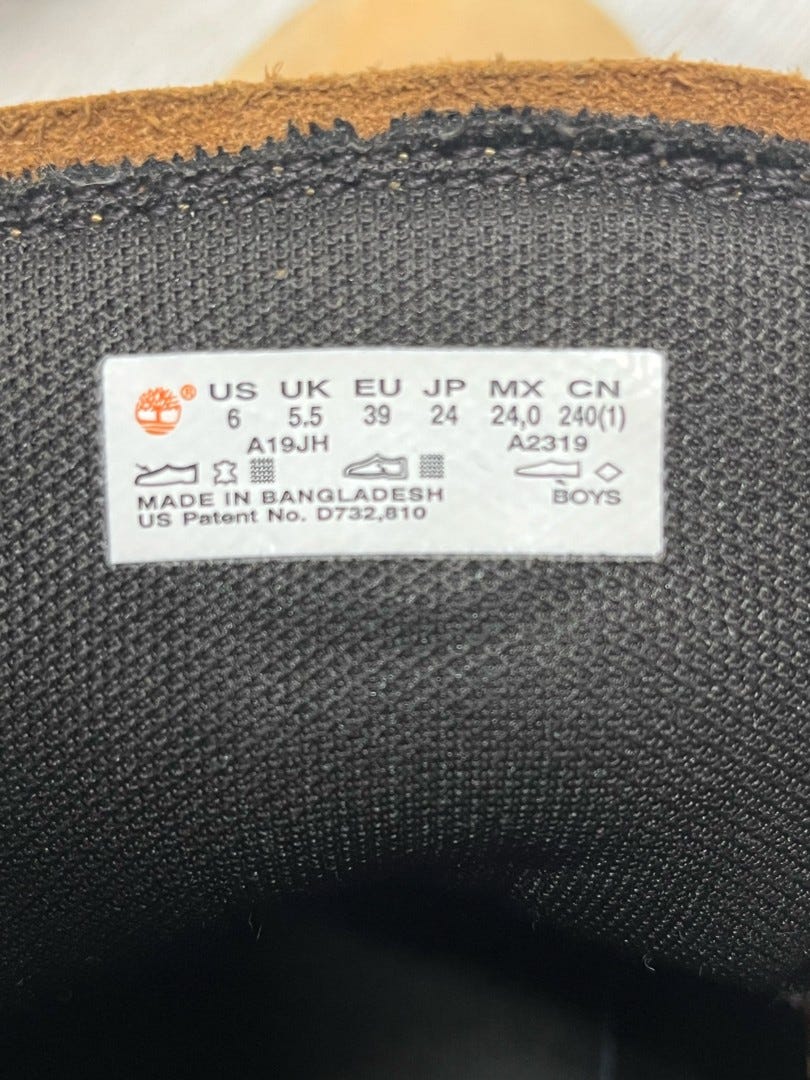 ® US UK EU JP MX CN
6 5.5 39 24 24,0 240(1)
A19JH A2319
MADE IN BANGLADESH BOYS
US Patent No. D732,810